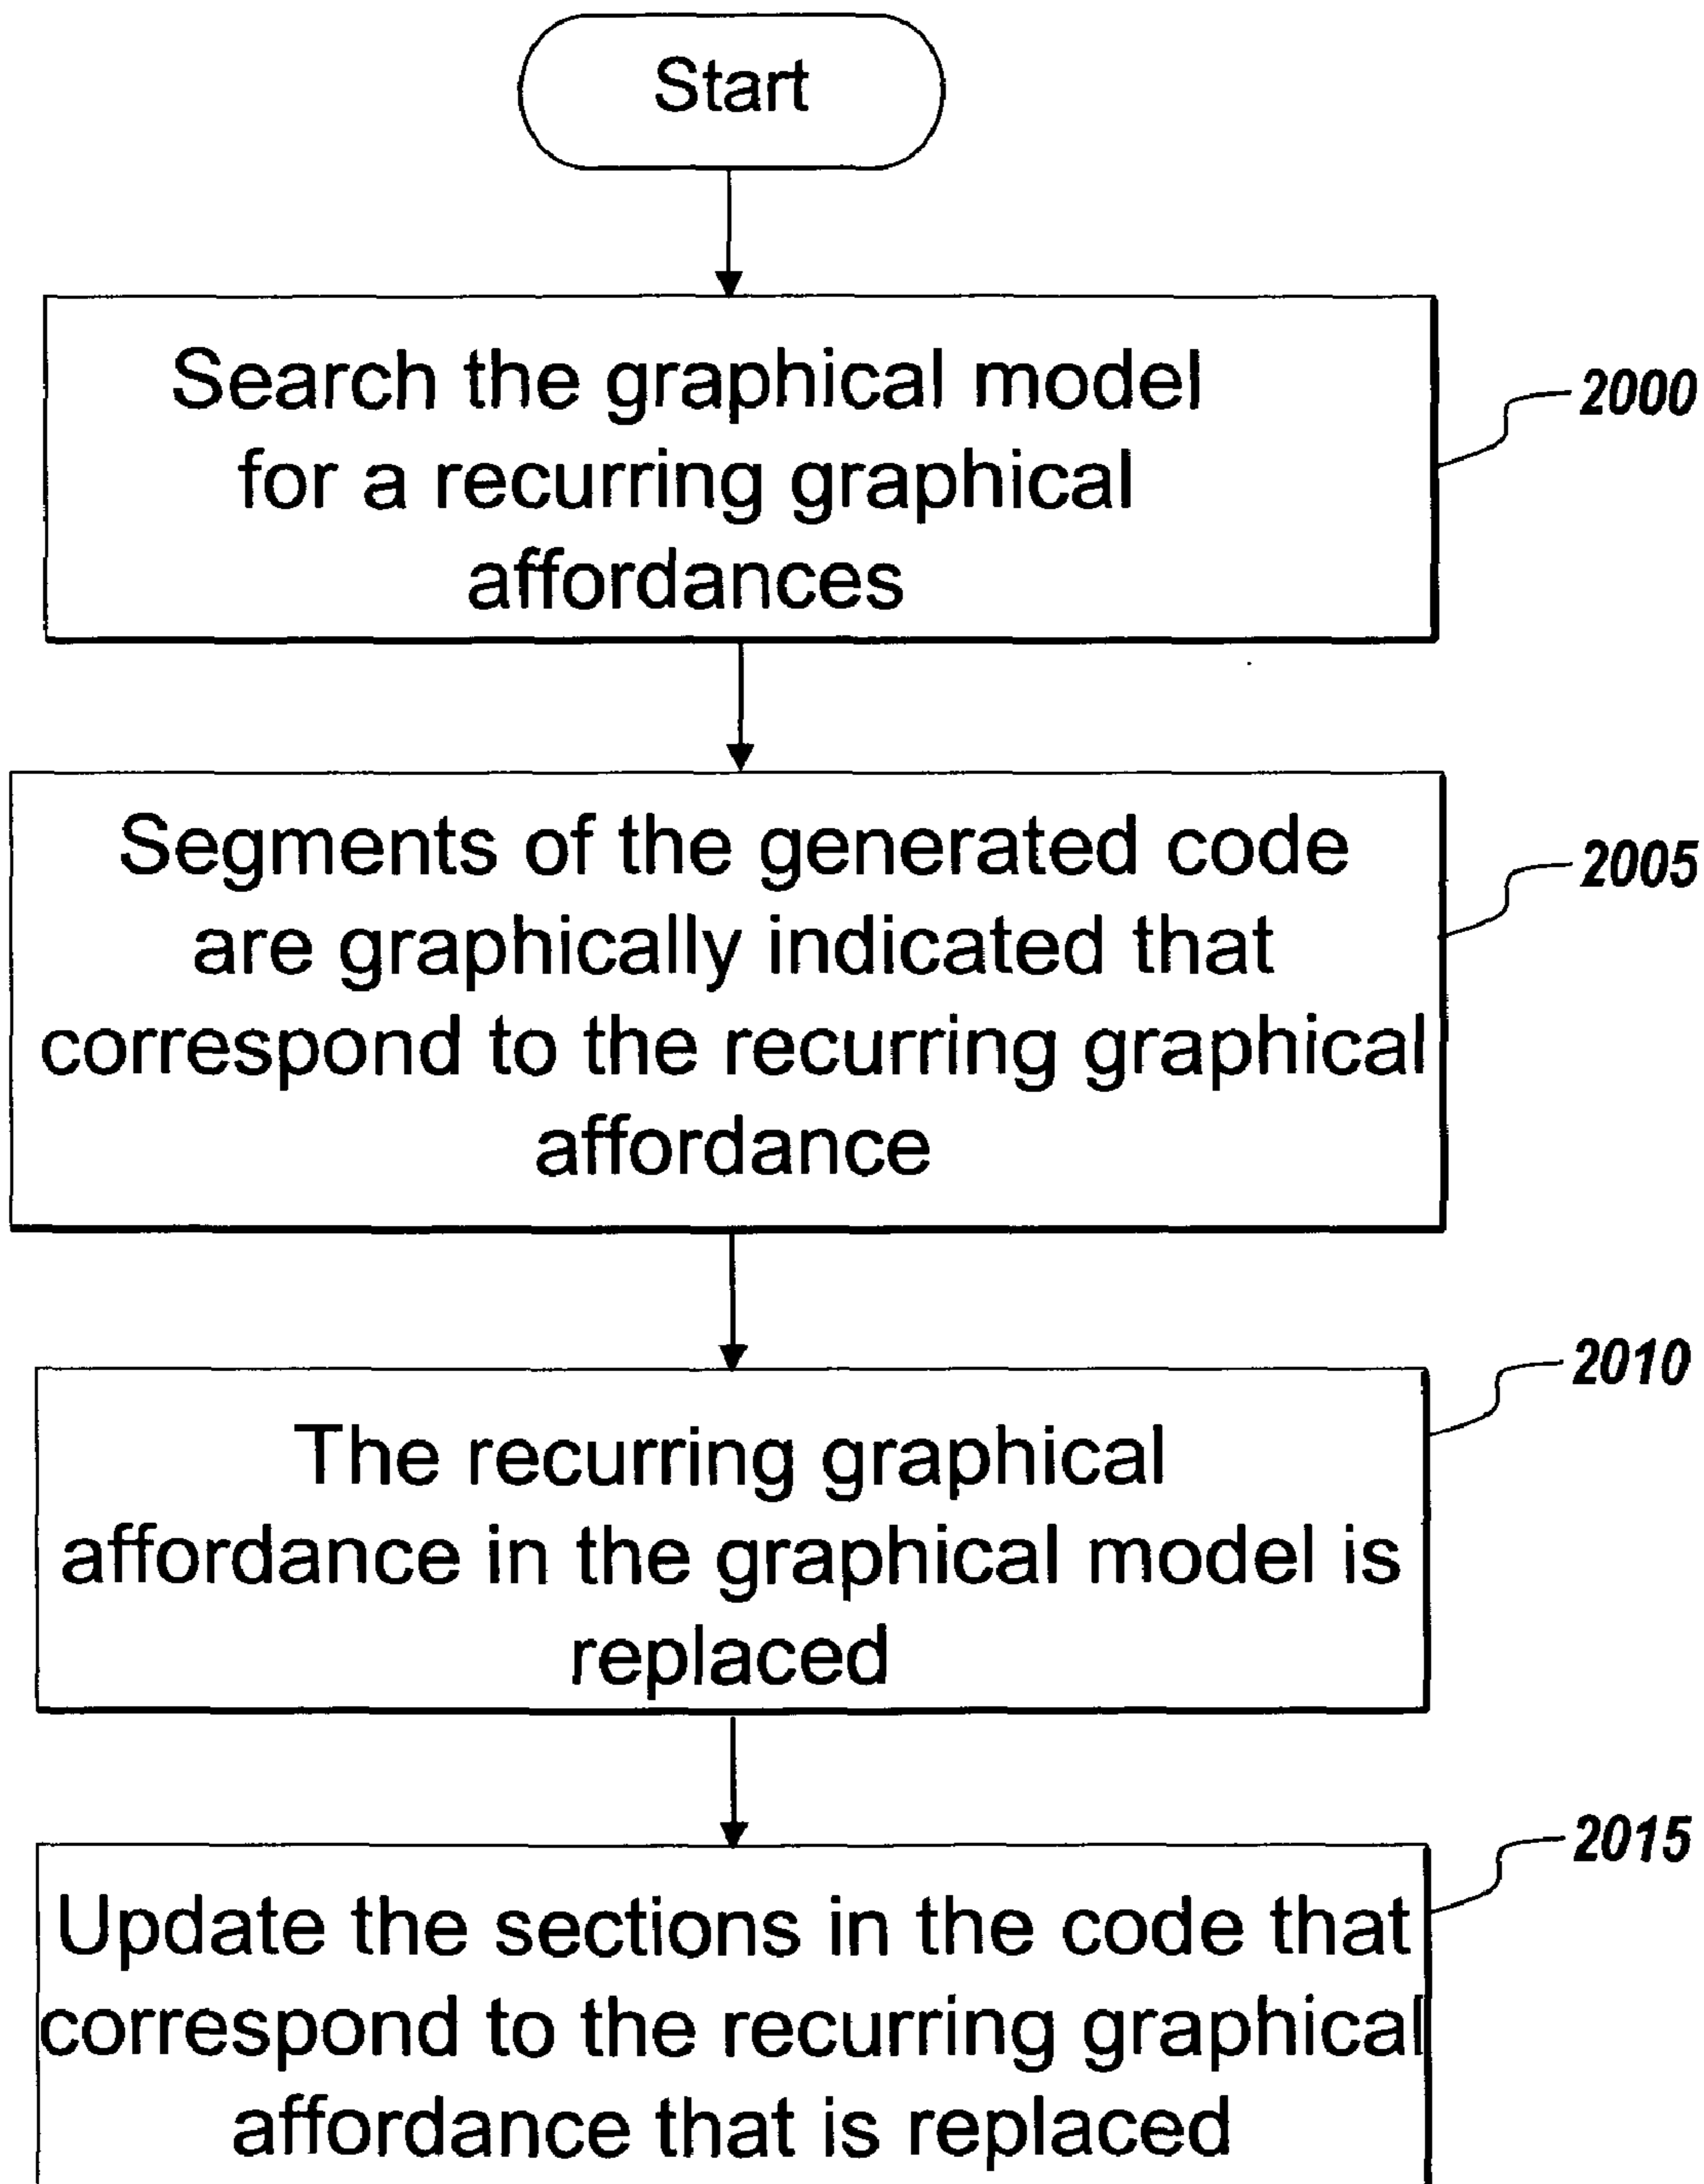 Start
Search the graphical model
for a recurring graphical
affordances
2000
Segments of the generated code
are graphically indicated that
correspond to the recurring graphical
affordance
2005
The recurring graphical
affordance in the graphical model is
replaced
2010
Update the sections in the code that
correspond to the recurring graphical
affordance that is replaced
2015